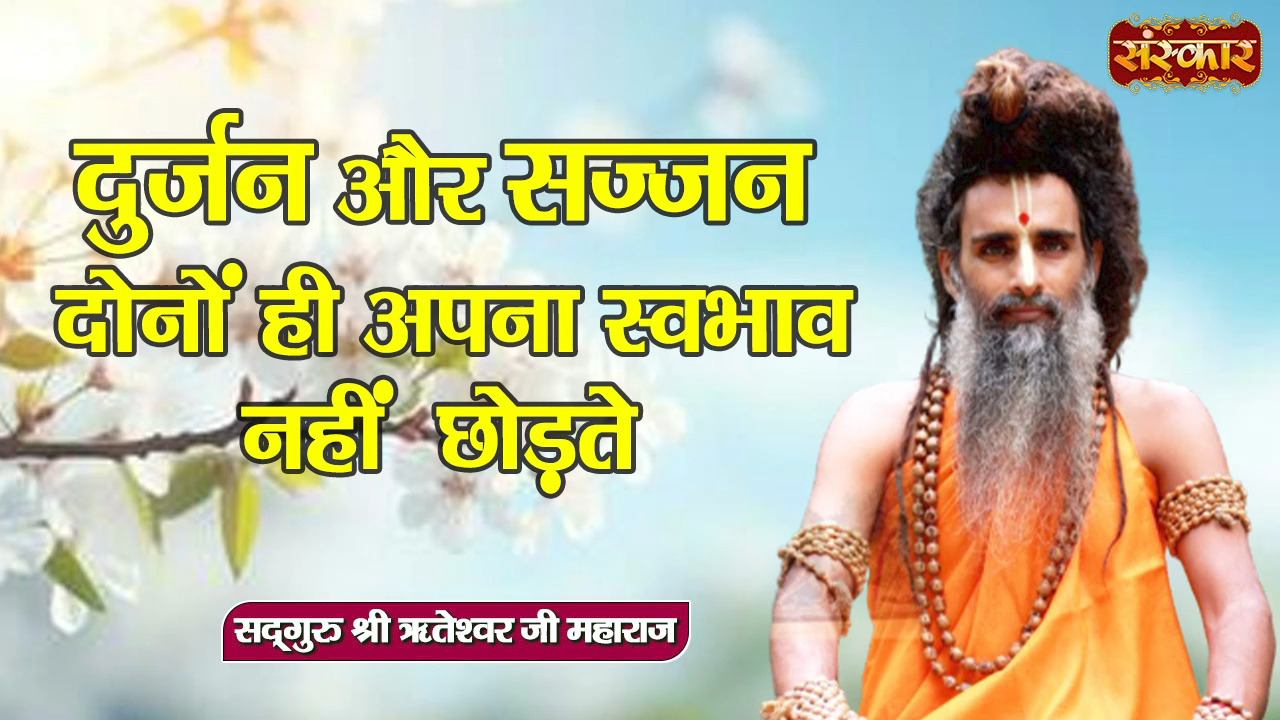 संस्कार
दुर्जन और सज्जन
दोनों ही अपना स्वभाव
नहीं छोड़ते
सद्गुरु श्री ऋतेश्वर जी महाराज